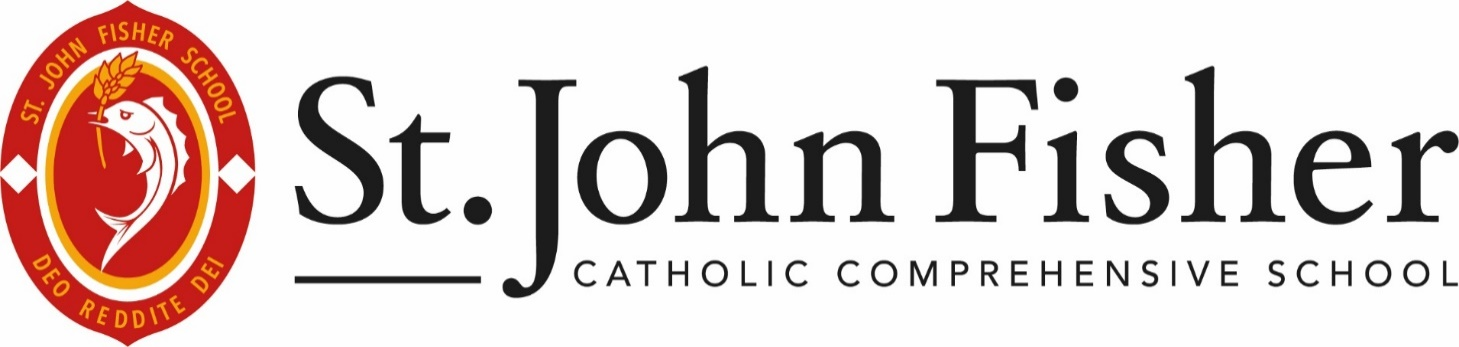 ST. JOHN FISHER SCHOOL
DEO REDDITE DEI
St. John Fisher
CATHOLIC COMPREHENSIVE SCHOOL